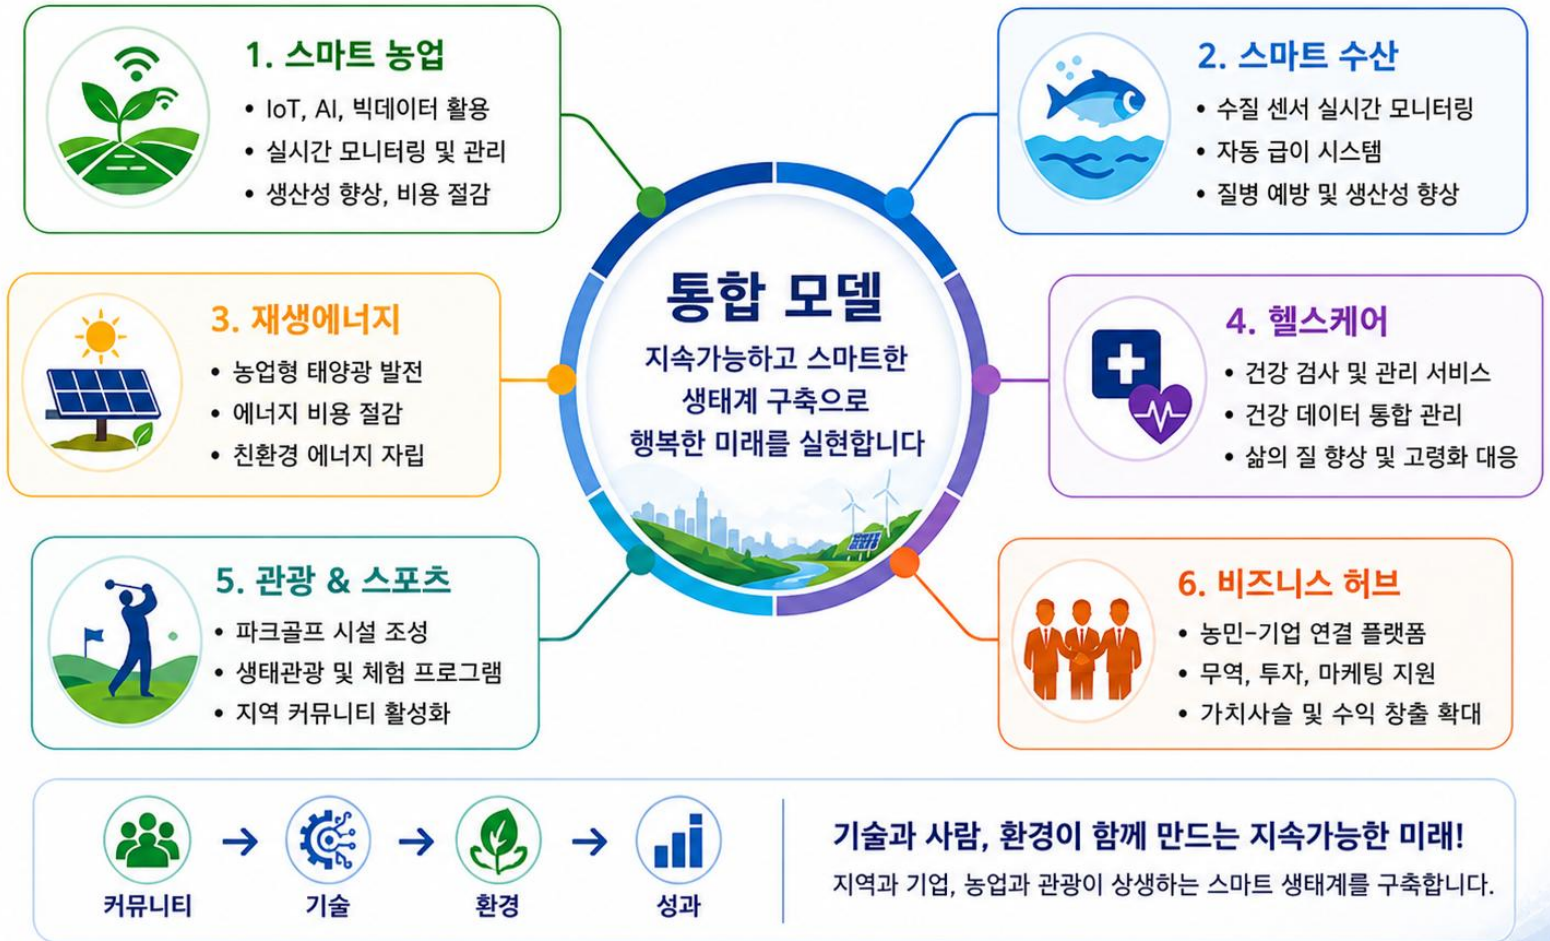 1. 스마트 농업
• IoT, AI, 빅데이터 활용
• 실시간 모니터링 및 관리
• 생산성 향상, 비용 절감
2. 스마트 수산
• 수질 센서 실시간 모니터링
• 자동 급이 시스템
• 질병 예방 및 생산성 향상
통합 모델
지속가능하고 스마트한
생태계 구축으로
행복한 미래를 실현합니다
3. 재생에너지
• 농업형 태양광 발전
• 에너지 비용 절감
• 친환경 에너지 자립
4. 헬스케어
• 건강 검사 및 관리 서비스
• 건강 데이터 통합 관리
• 삶의 질 향상 및 고령화 대응
5. 관광 & 스포츠
• 파크골프 시설 조성
• 생태관광 및 체험 프로그램
• 지역 커뮤니티 활성화
6. 비즈니스 허브
• 농민-기업 연결 플랫폼
• 무역, 투자, 마케팅 지원
• 가치사슬 및 수익 창출 확대
커뮤니티
기술
환경
성과
기술과 사람, 환경이 함께 만드는 지속가능한 미래!
지역과 기업, 농업과 관광이 상생하는 스마트 생태계를 구축합니다.